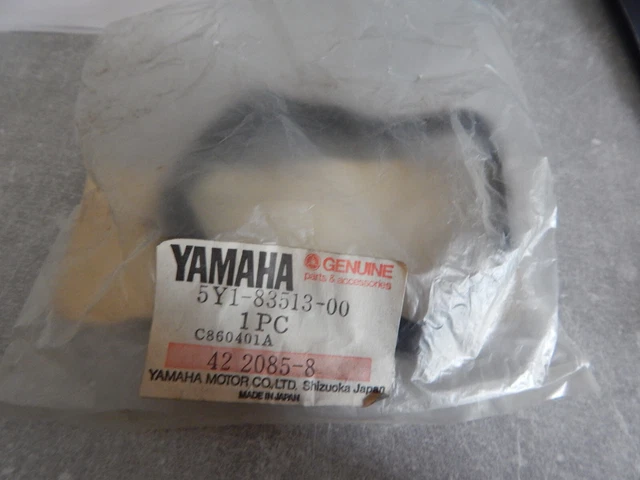 YAMAHA GENUINE
parts & accessories
5Y1-83513-00
1PC
C860401A
42 2085-8
YAMAHA MOTOR CO.,LTD. Shizuoka Japan
MADE IN JAPAN